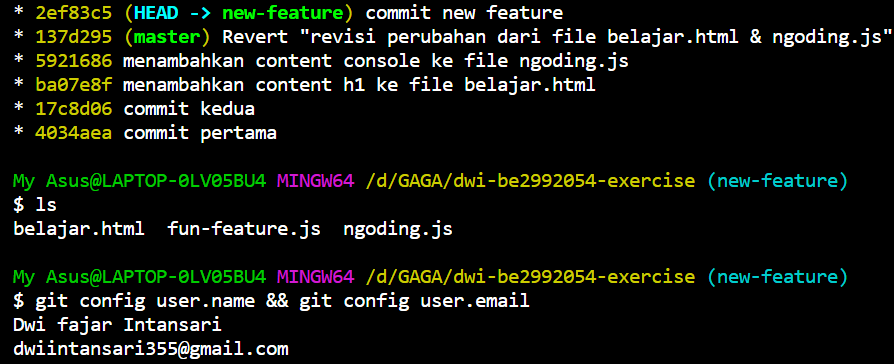 * 2ef83c5 (HEAD -> new-feature) commit new feature
* 137d295 (master) Revert "revisi perubahan dari file belajar.html & ngoding.js"
* 5921686 menambahkan content console ke file ngoding.js
* ba07e8f menambahkan content h1 ke file belajar.html
* 17c8d06 commit kedua
* 4034aea commit pertama
My Asus@LAPTOP-0LV05BU4 MINGW64 /d/GAGA/dwi-be2992054-exercise (new-feature)
$ ls
belajar.html  fun-feature.js  ngoding.js
My Asus@LAPTOP-0LV05BU4 MINGW64 /d/GAGA/dwi-be2992054-exercise (new-feature)
$ git config user.name && git config user.email
Dwi fajar Intansari
dwiintansari355@gmail.com